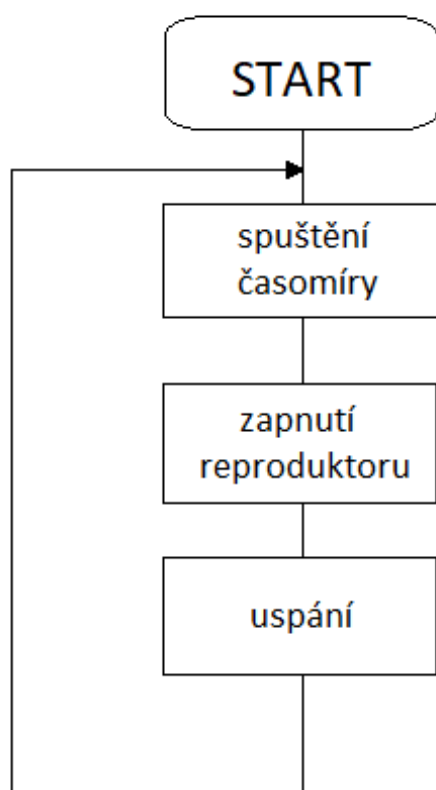 START
spuštění
časomíry
zapnutí
reproduktoru
uspání